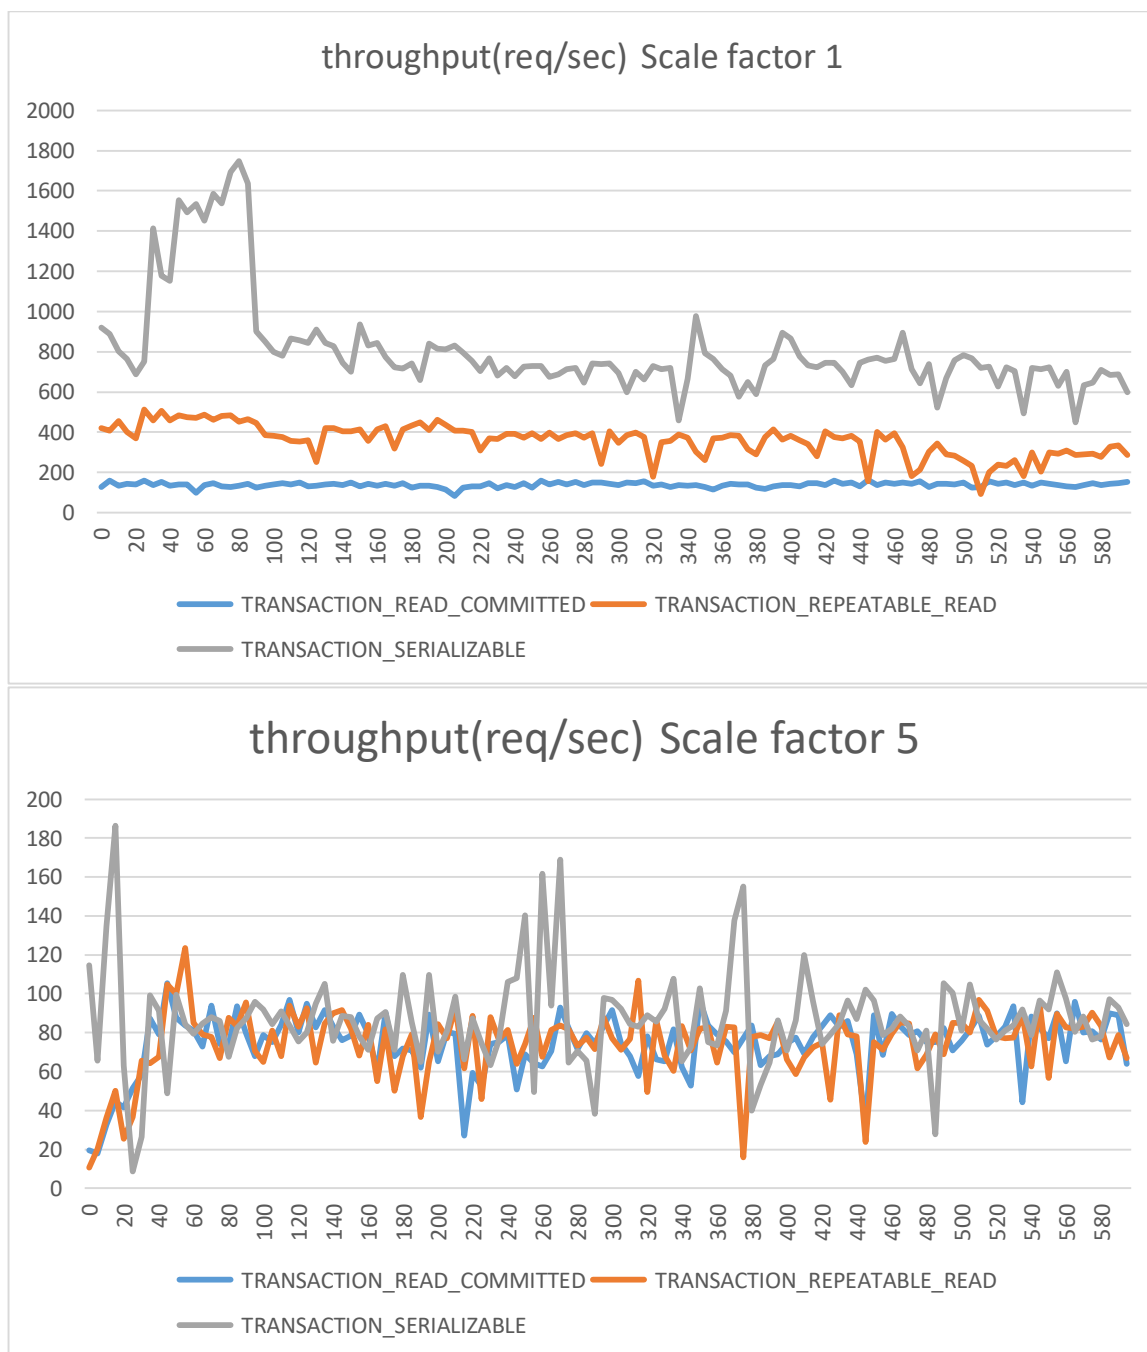 throughput(req/sec) Scale factor 1
2000
1800
1600
1400
1200
1000
800
600
400
200
0
0 20 40 60 80 100 120 140 160 180 200 220 240 260 280 300 320 340 360 380 400 420 440 460 480 500 520 540 560 580
TRANSACTION_READ_COMMITTED TRANSACTION_REPEATABLE_READ
TRANSACTION_SERIALIZABLE
throughput(req/sec) Scale factor 5
200
180
160
140
120
100
80
60
40
20
0
0 20 40 60 80 100 120 140 160 180 200 220 240 260 280 300 320 340 360 380 400 420 440 460 480 500 520 540 560 580
TRANSACTION_READ_COMMITTED TRANSACTION_REPEATABLE_READ
TRANSACTION_SERIALIZABLE